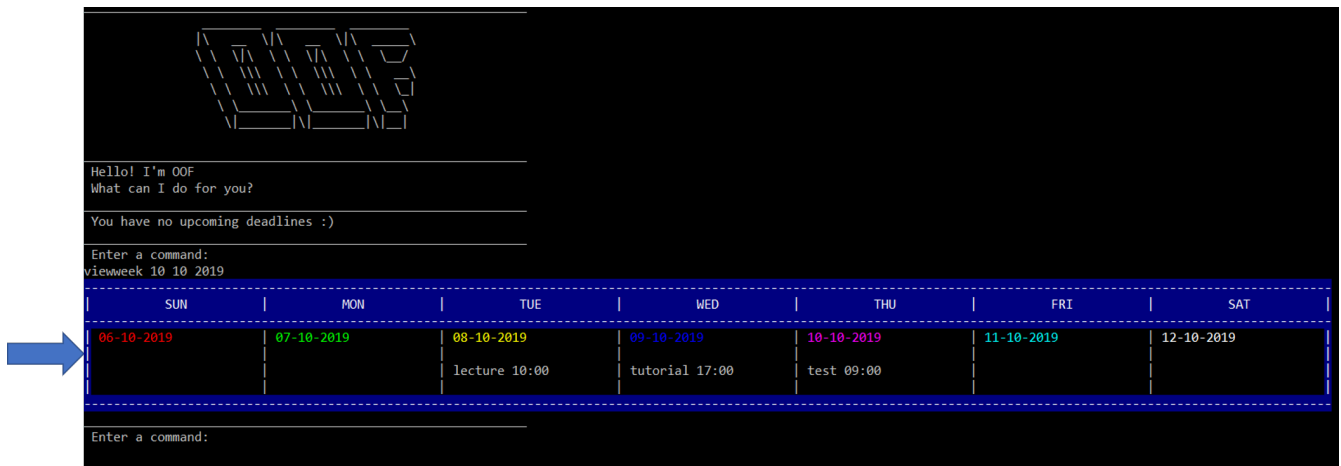 OOF
Hello! I'm OOF
What can I do for you?
You have no upcoming deadlines :)
Enter a command:
viewweek 10 10 2019
SUN MON TUE WED THU FRI SAT
06-10-2019 07-10-2019 08-10-2019 09-10-2019 10-10-2019 11-10-2019 12-10-2019
lecture 10:00 tutorial 17:00 test 09:00
Enter a command: